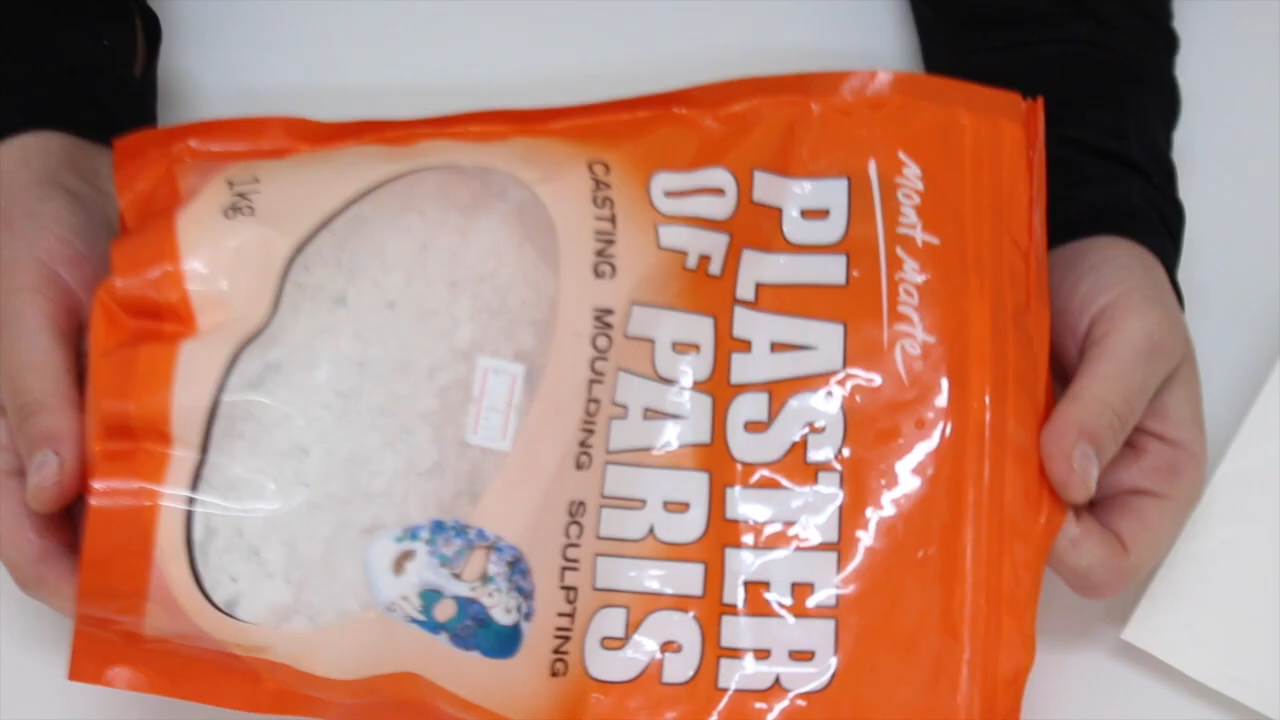 Mont Marte
PLASTER
OF PARIS
CASTING MOULDING SCULPTING
1kg